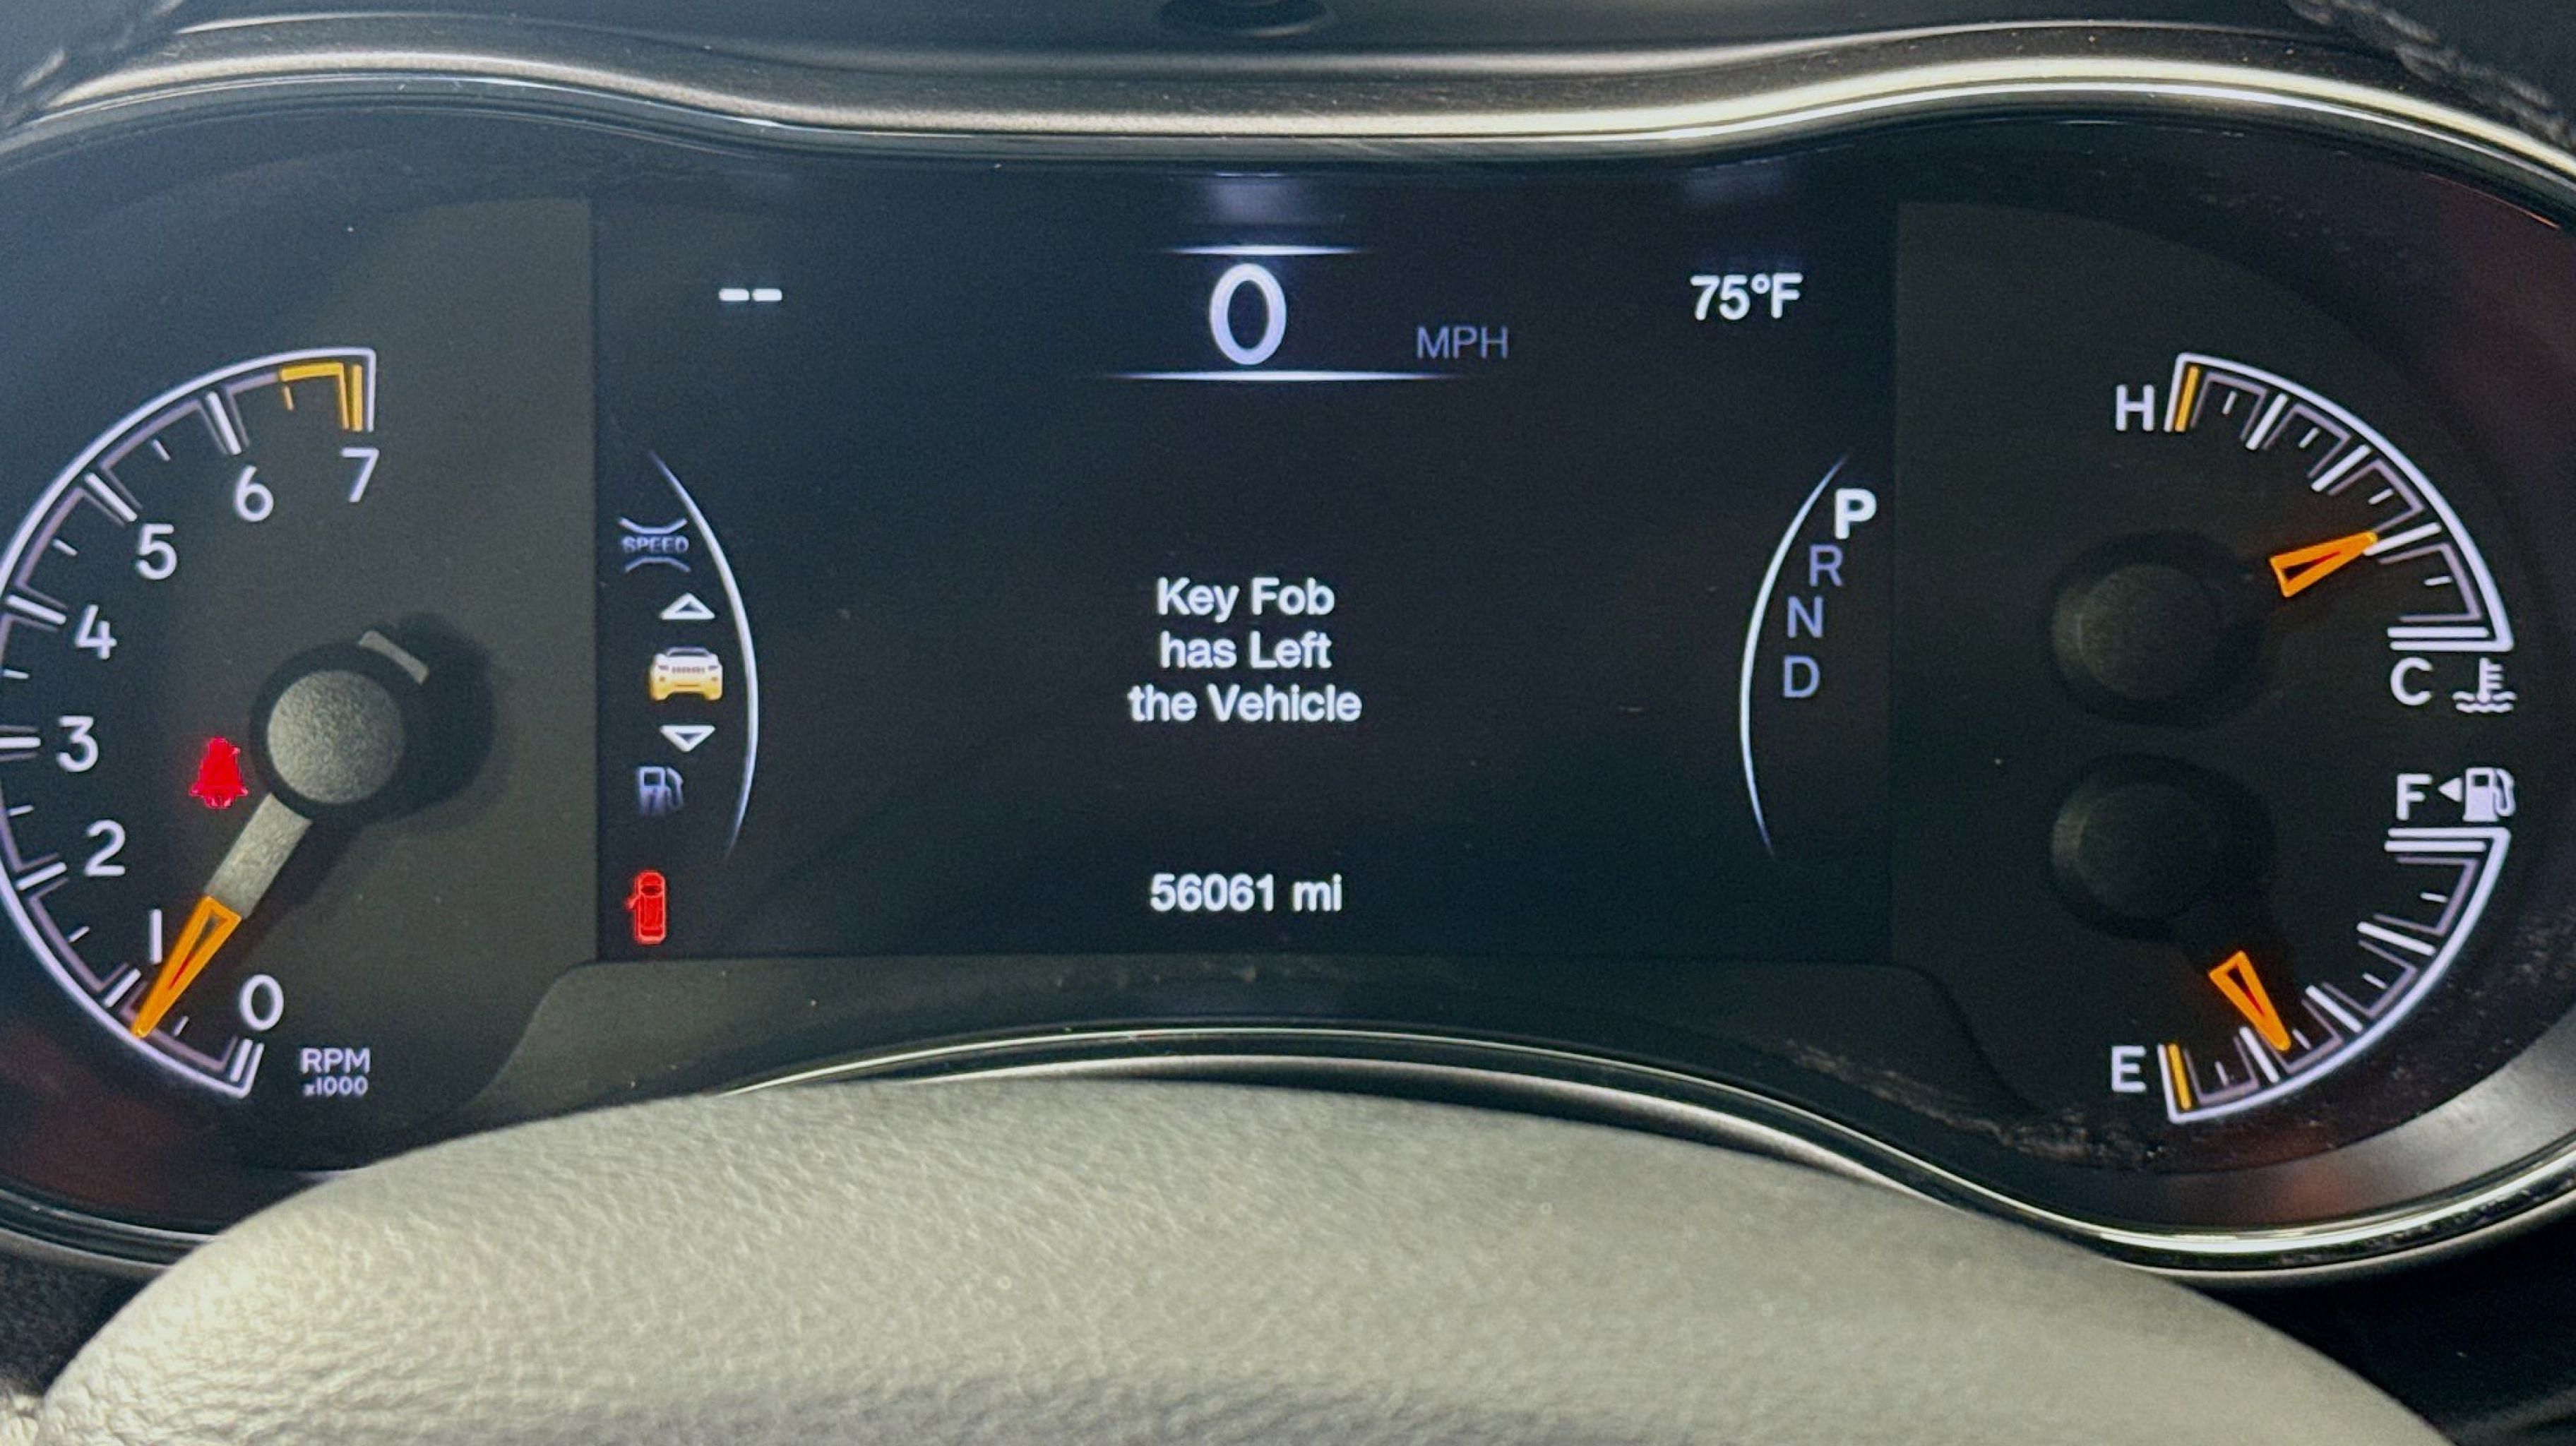 --
0
MPH
75°F
7
6
5
4
3
2
1
0
RPM
x1000
SPEED
Key Fob
has Left
the Vehicle
56061 mi
P
R
N
D
H
C
F
E